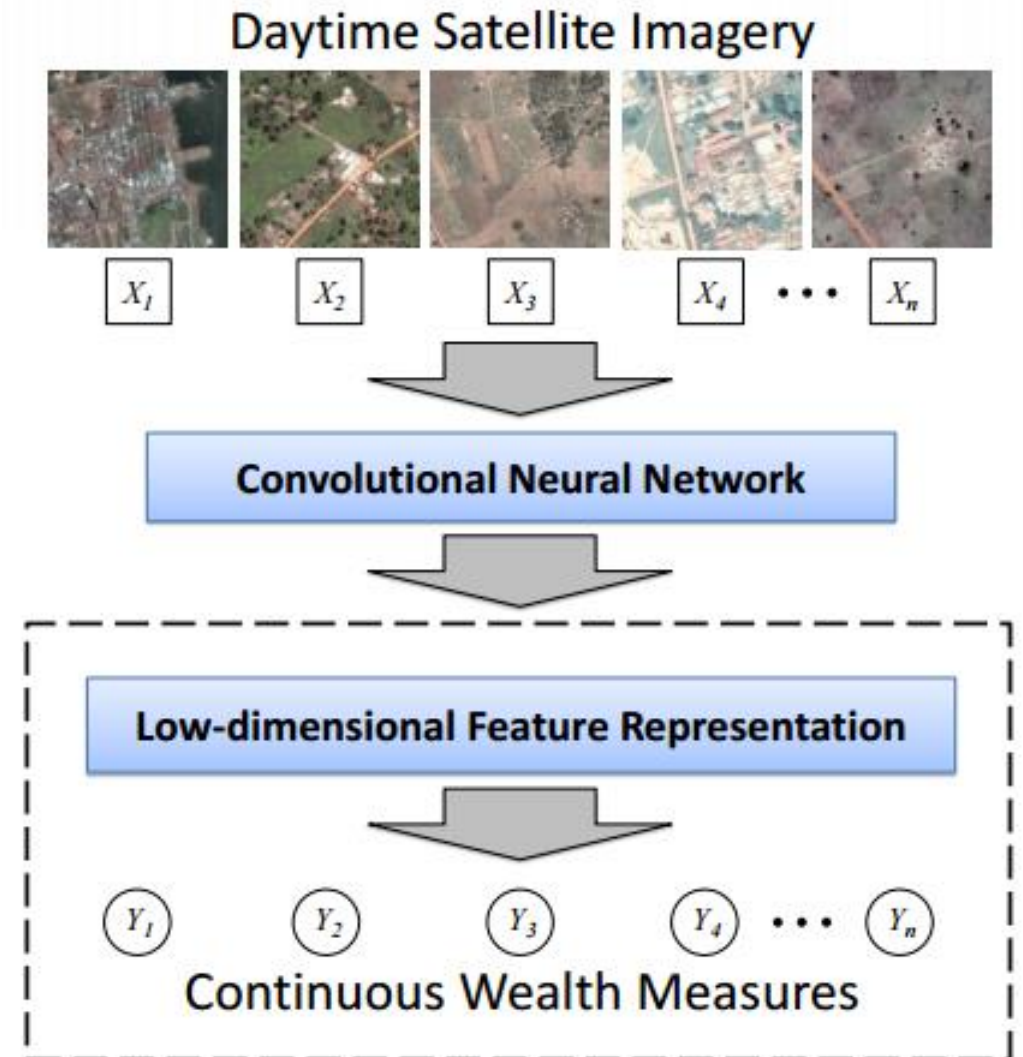 Daytime Satellite Imagery
X1 X2 X3 X4 ••• Xn
Convolutional Neural Network
Low-dimensional Feature Representation
Y1 Y2 Y3 Y4 ••• Yn
Continuous Wealth Measures